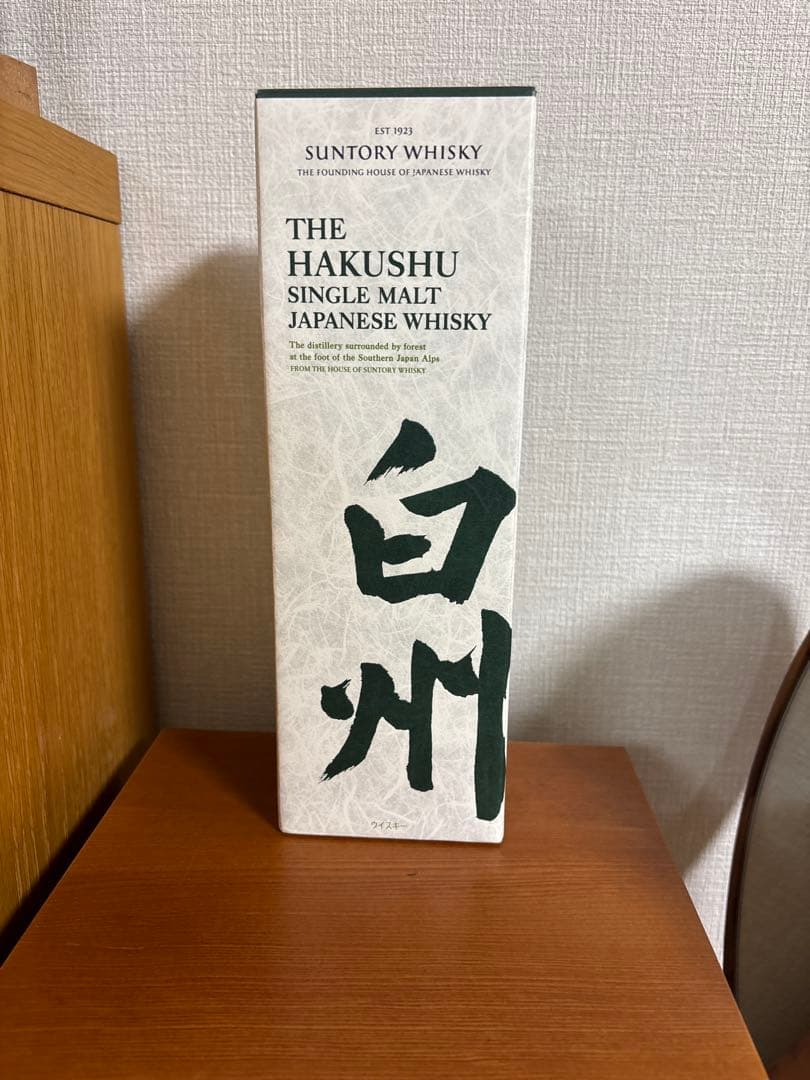 EST 1923
SUNTORY WHISKY
THE FOUNDING HOUSE OF JAPANESE WHISKY
THE
HAKUSHU
SINGLE MALT
JAPANESE WHISKY
The distillery surrounded by forest
at the foot of the Southern Japan Alps
FROM THE HOUSE OF SUNTORY WHISKY
白
州
ウイスキー